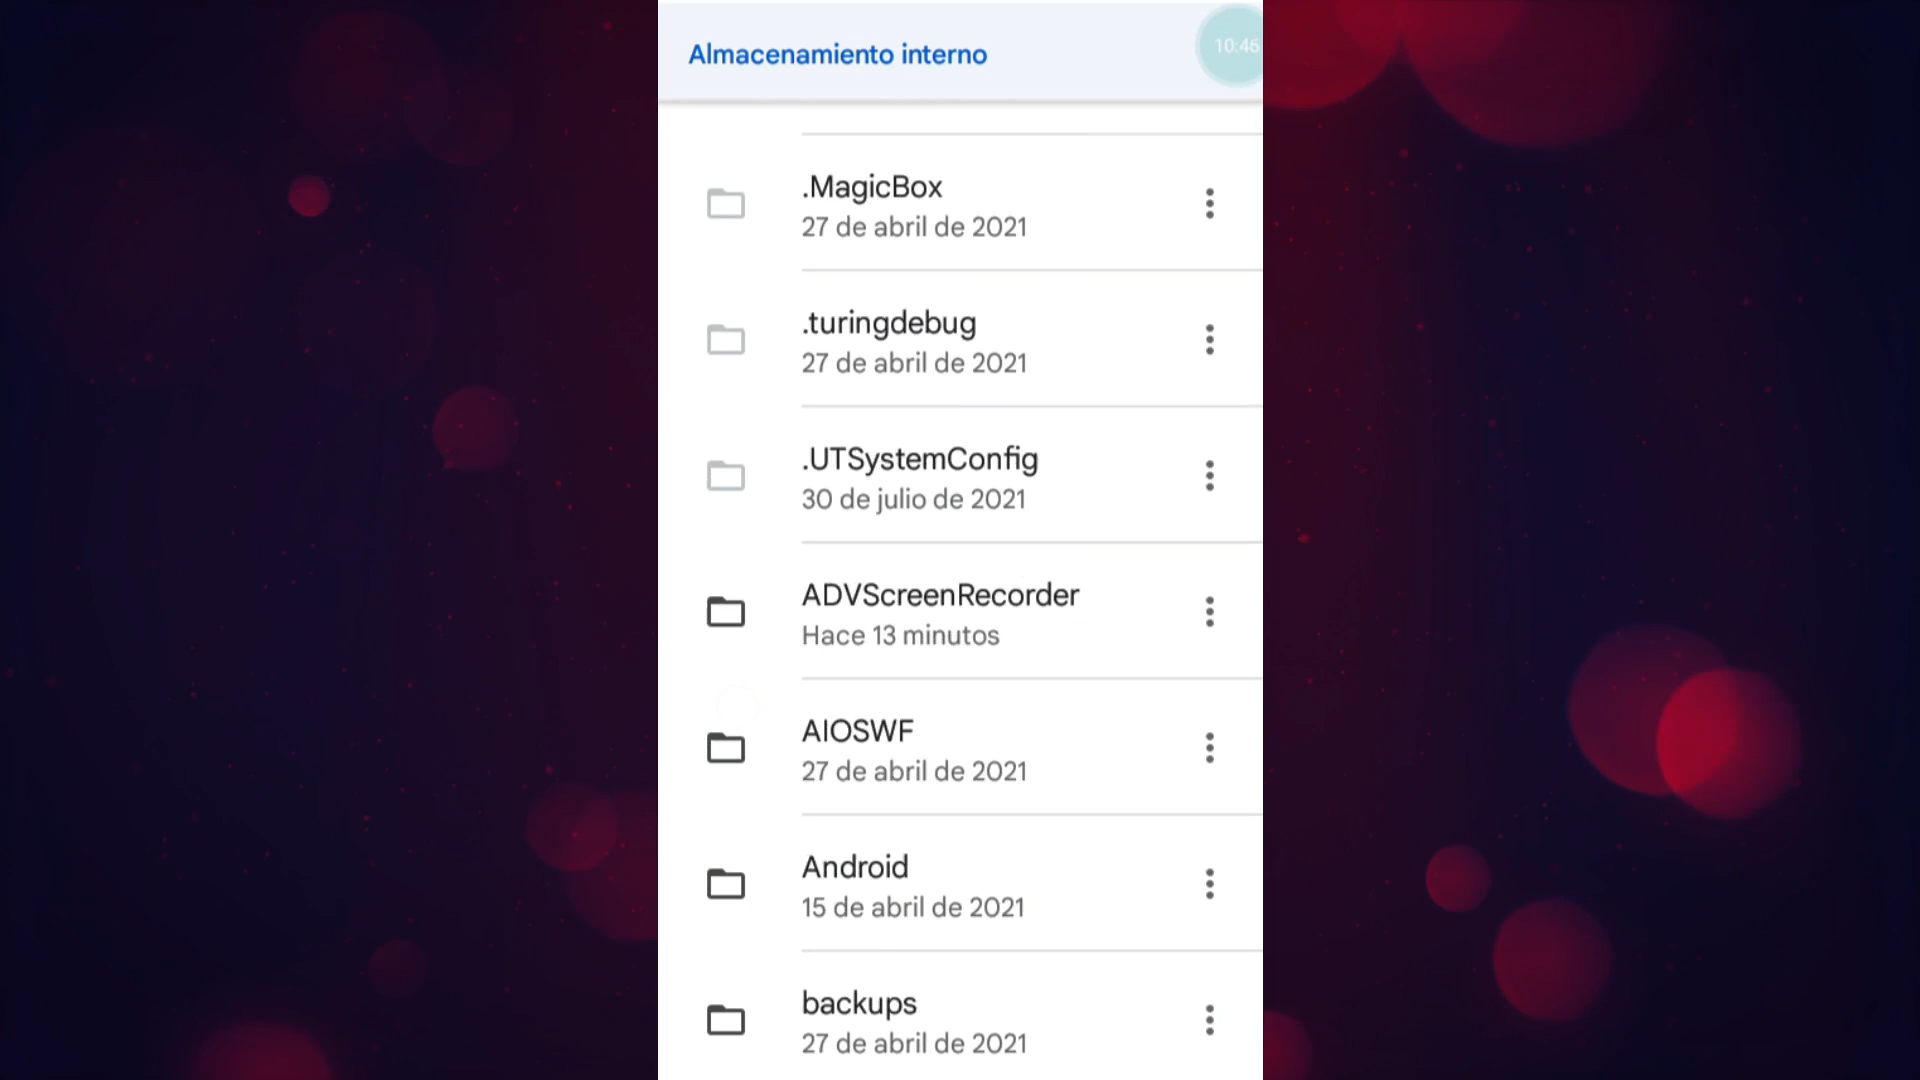 Almacenamiento interno
10:46
.MagicBox
27 de abril de 2021
.turingdebug
27 de abril de 2021
.UTSystemConfig
30 de julio de 2021
ADVScreenRecorder
Hace 13 minutos
AIOSWF
27 de abril de 2021
Android
15 de abril de 2021
backups
27 de abril de 2021